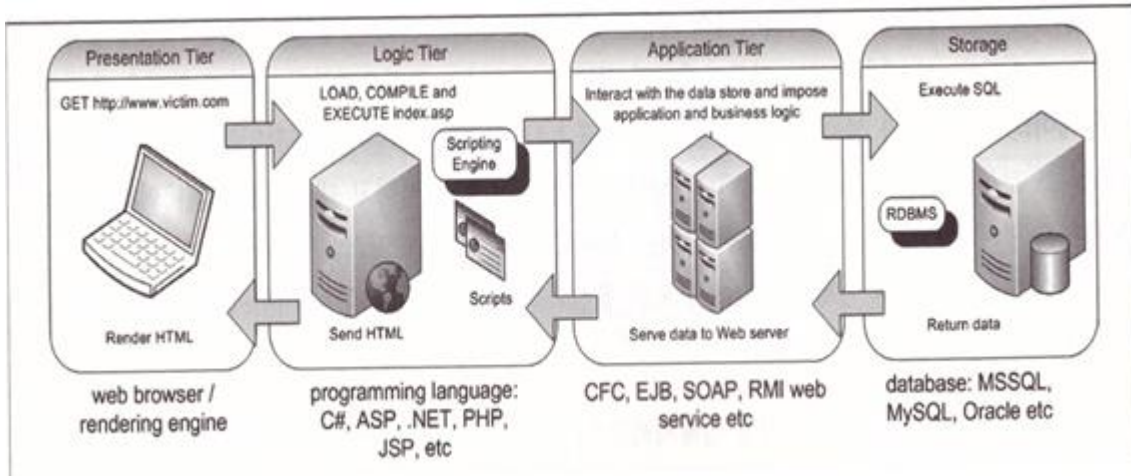 Presentation Tier
GET http://www.victim.com
Render HTML
web browser /
rendering engine
Logic Tier
LOAD, COMPILE and
EXECUTE index.asp
Scripting
Engine
Scripts
Send HTML
programming language:
C#, ASP, .NET, PHP,
JSP, etc
Application Tier
Interact with the data store and impose
application and business logic
Serve data to Web server
CFC, EJB, SOAP, RMI web
service etc
Storage
Execute SQL
RDBMS
Return data
database: MSSQL,
MySQL, Oracle etc